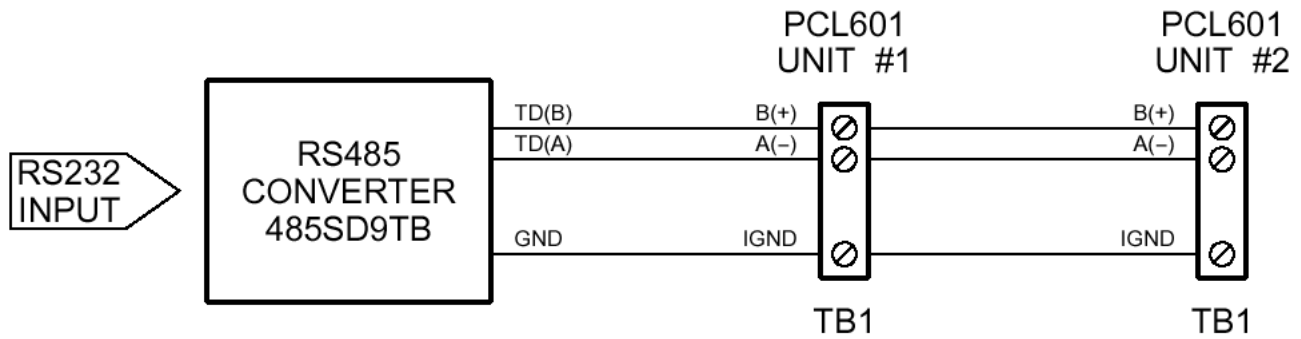 PCL601
UNIT #1
PCL601
UNIT #2
RS232
INPUT
RS485
CONVERTER
485SD9TB
TD(B)
B(+)
B(+)
TD(A)
A(−)
A(−)
GND
IGND
IGND
TB1
TB1